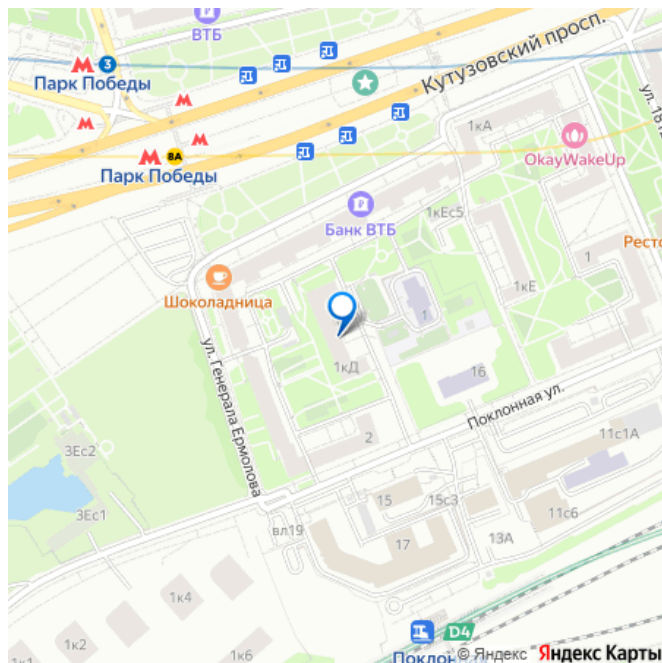 ВТБ
3
Парк Победы
Кутузовский просп.
ул. 1812
1кА
OkayWakeUp
8А
Парк Победы
1кЕс5
Банк ВТБ
Ресто
1
1кЕ
Шоколадница
1
1кД
16
ул. Генерала Ермолова
Поклонная ул.
2
11с1А
3Ес2
15
15с3
3Ес1
11с6
вл19
17
13А
1к4
1к2
1к6
D4
© Яндекс
Яндекс Карты